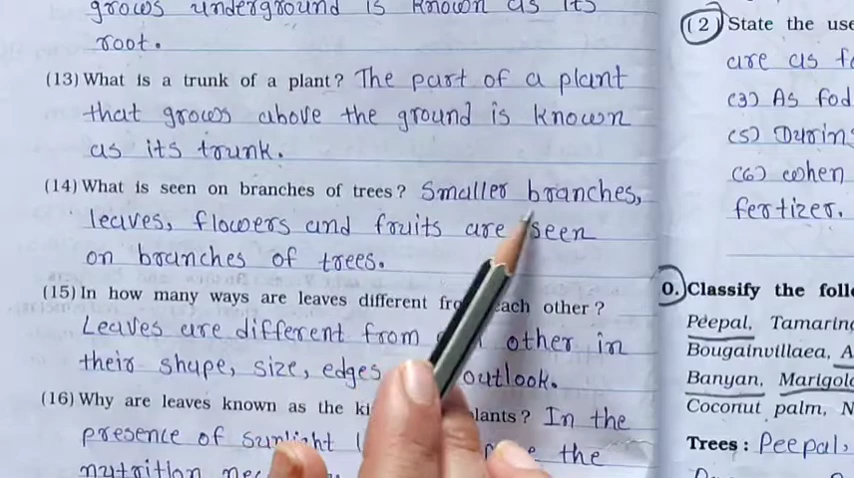 grows underground is known as its
root.
(13) What is a trunk of a plant? The part of a plant
that grows above the ground is known
as its trunk.
(14) What is seen on branches of trees? Smaller branches,
leaves, flowers and fruits are seen
on branches of trees.
(15) In how many ways are leaves different from each other?
Leaves are different from other in
their shape, size, edges outlook.
(16) Why are leaves known as the plants? In the
presence of sunlight the
nutrition
(2) State the use
are as
(3) As fod
(5) Durin
(6) when
fertizer.
O. Classify the foll
Peepal, Tamarin
Bougainvillaea, A
Banyan, Marigol
Coconut palm, N
Trees : Peepal,